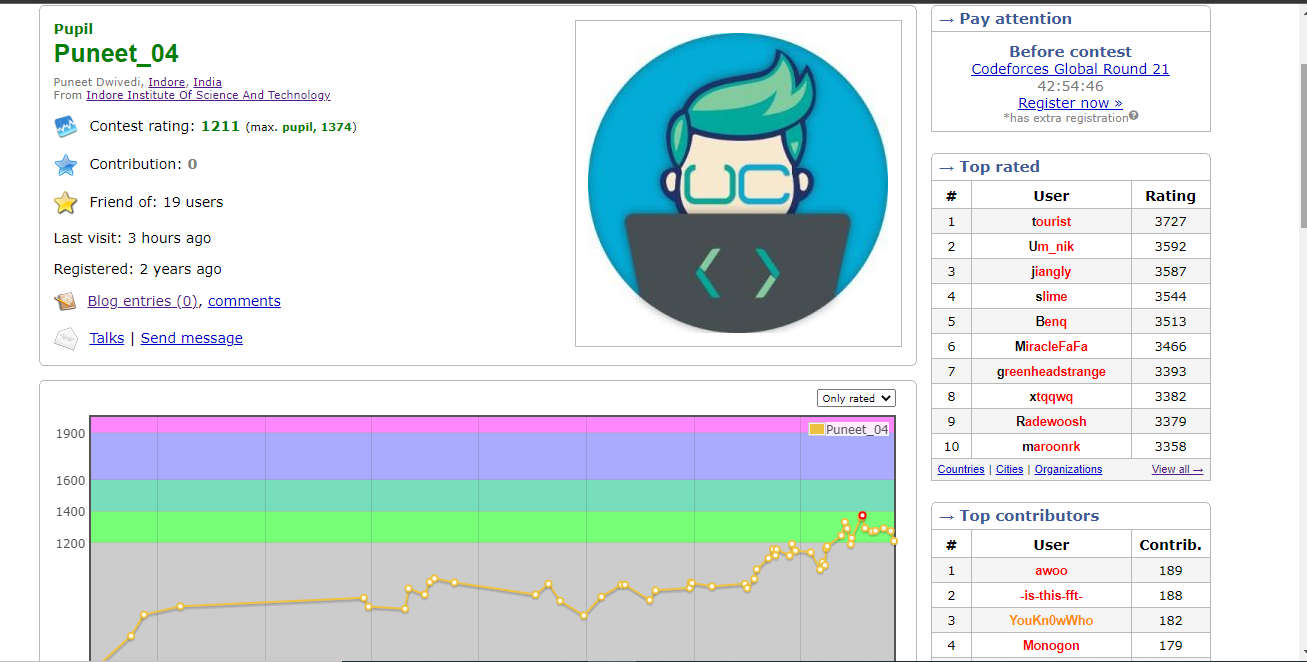 Pupil
Puneet_04
Puneet Dwivedi, Indore, India
From Indore Institute Of Science And Technology
Contest rating: 1211 (max. pupil, 1374)
Contribution: 0
Friend of: 19 users
Last visit: 3 hours ago
Registered: 2 years ago
Blog entries (0), comments
Talks | Send message
UC
< >
Only rated
Puneet_04
1900
1600
1400
1200
→ Pay attention
Before contest
Codeforces Global Round 21
42:54:46
Register now »
*has extra registration?
→ Top rated
# User Rating
1 tourist 3727
2 Um_nik 3592
3 jiangly 3587
4 slime 3544
5 Benq 3513
6 MiracleFaFa 3466
7 greenheadstrange 3393
8 xtqqwq 3382
9 Radewoosh 3379
10 maroonrk 3358
Countries | Cities | Organizations View all →
→ Top contributors
# User Contrib.
1 awoo 189
2 -is-this-fft- 188
3 YouKn0wWho 182
4 Monogon 179